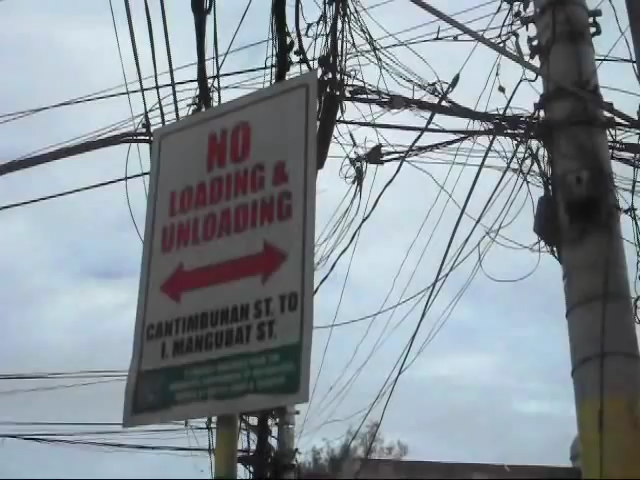 NO
LOADING &
UNLOADING
CANTIMBUHAN ST. TO
I. MANGUBAT ST.